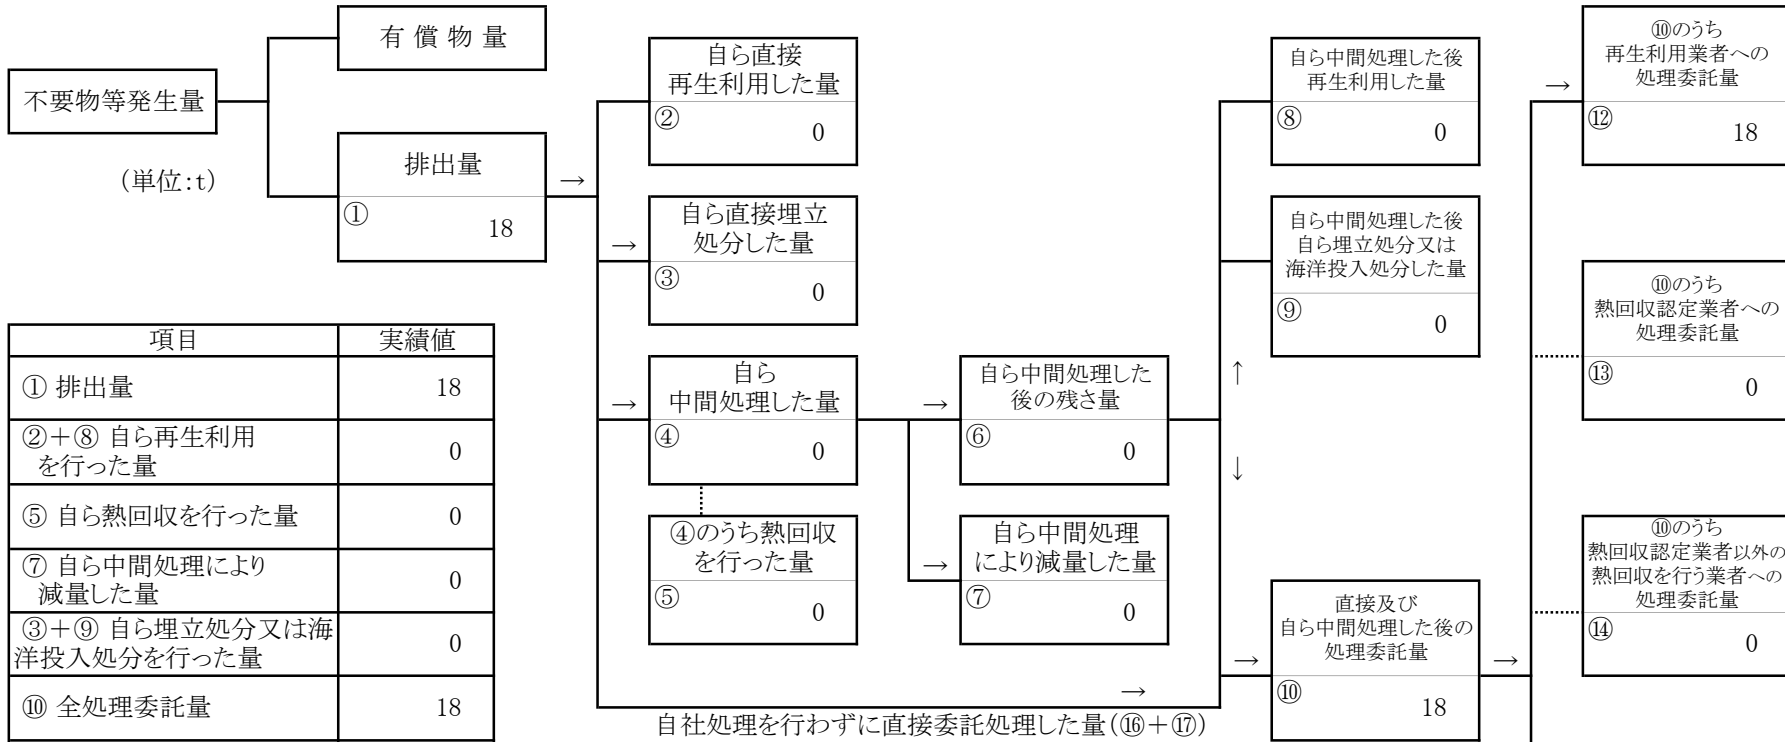 有 償 物 量
不要物等発生量
(単位:t)
排出量
①
18
→
自ら直接
再生利用した量
②
0
→
自ら直接埋立
処分した量
③
0
→
自ら
中間処理した量
④
0
④のうち熱回収
を行った量
⑤
0
→
自ら中間処理した
後の残さ量
⑥
0
→
自ら中間処理
により減量した量
⑦
0
→
自社処理を行わずに直接委託処理した量(⑯+⑰)
↑
↓
自ら中間処理した後
再生利用した量
⑧
0
自ら中間処理した後
自ら埋立処分又は
海洋投入処分した量
⑨
0
→
直接及び
自ら中間処理した後の
処理委託量
⑩
18
→
→
⑩のうち
再生利用業者への
処理委託量
⑫
18
⑩のうち
熱回収認定業者への
処理委託量
⑬
0
⑩のうち
熱回収認定業者以外の
熱回収を行う業者への
処理委託量
⑭
0
項目 実績値
① 排出量 18
②+⑧ 自ら再生利用
を行った量 0
⑤ 自ら熱回収を行った量 0
⑦ 自ら中間処理により
減量した量 0
③+⑨ 自ら埋立処分又は海
洋投入処分を行った量 0
⑩ 全処理委託量 18